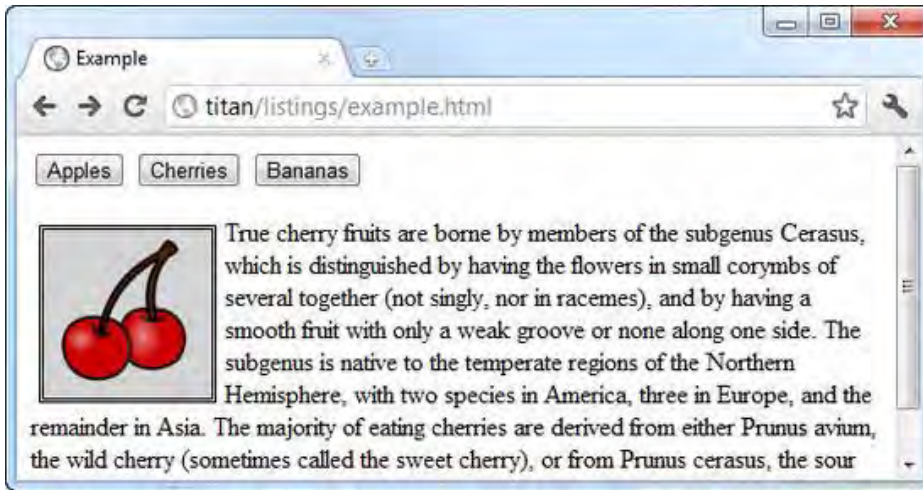 Example
titan/listings/example.html
Apples Cherries Bananas
True cherry fruits are borne by members of the subgenus Cerasus,
which is distinguished by having the flowers in small corymbs of
several together (not singly, nor in racemes), and by having a
smooth fruit with only a weak groove or none along one side. The
subgenus is native to the temperate regions of the Northern
Hemisphere, with two species in America, three in Europe, and the
remainder in Asia. The majority of eating cherries are derived from either Prunus avium,
the wild cherry (sometimes called the sweet cherry), or from Prunus cerasus, the sour